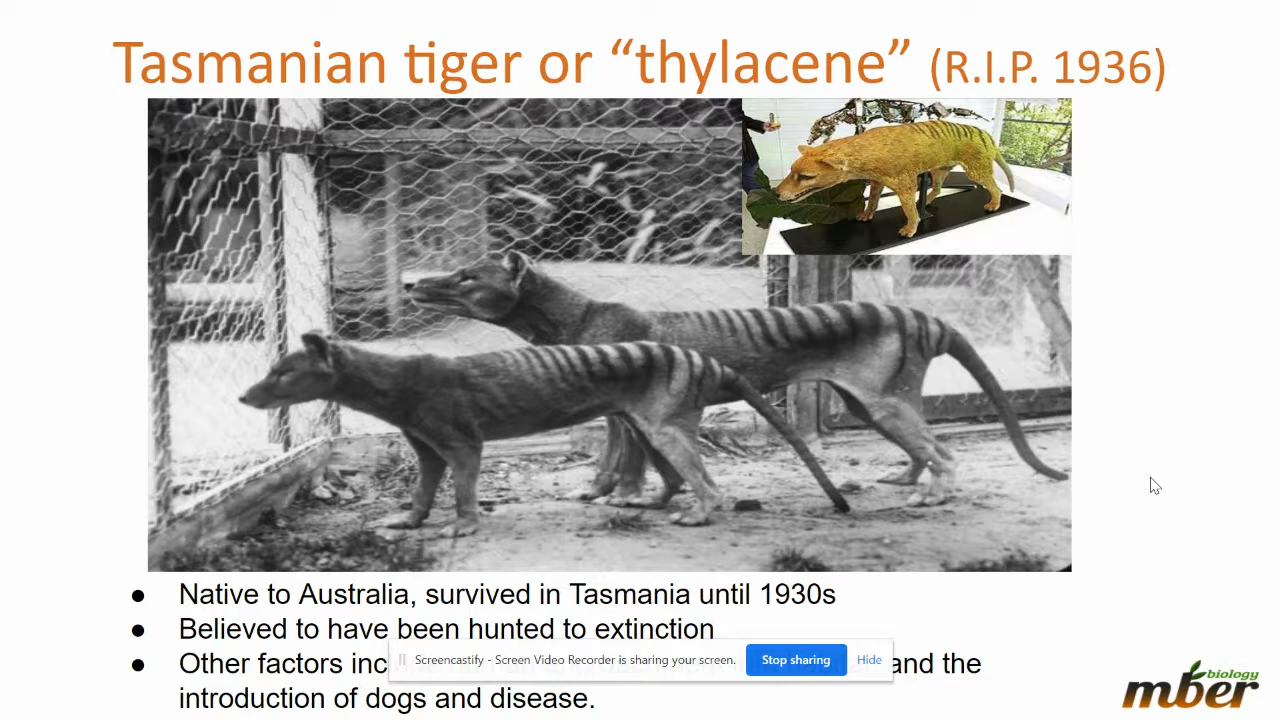 Tasmanian tiger or “thylacene” (R.I.P. 1936)
● Native to Australia, survived in Tasmania until 1930s
● Believed to have been hunted to extinction
● Other factors and the
introduction of dogs and disease.
Screencastify - Screen Video Recorder is sharing your screen. Stop sharing Hide
biology
mber